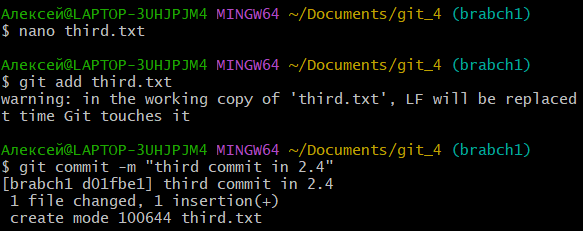 Алексей@LAPTOP-3UHJPJM4 MINGW64 ~/Documents/git_4 (brabch1)
$ nano third.txt
Алексей@LAPTOP-3UHJPJM4 MINGW64 ~/Documents/git_4 (brabch1)
$ git add third.txt
warning: in the working copy of 'third.txt', LF will be replaced
t time Git touches it
Алексей@LAPTOP-3UHJPJM4 MINGW64 ~/Documents/git_4 (brabch1)
$ git commit -m "third commit in 2.4"
[brabch1 d01fbe1] third commit in 2.4
 1 file changed, 1 insertion(+)
 create mode 100644 third.txt